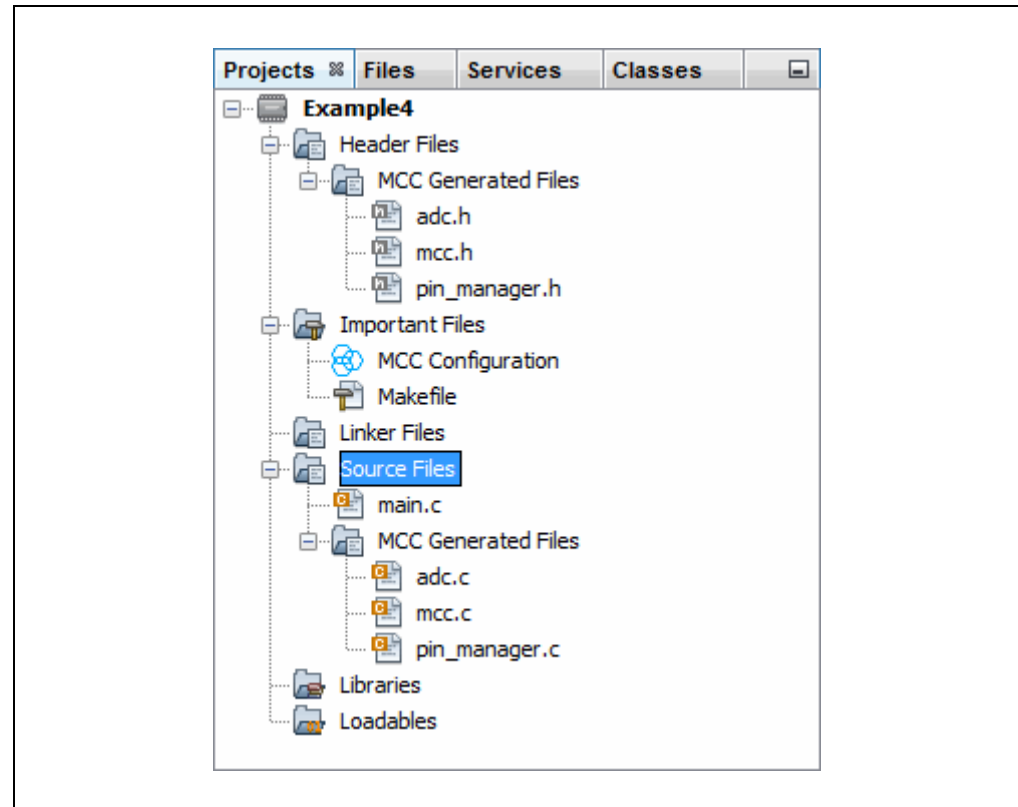 Projects Files Services Classes
Example4
Header Files
MCC Generated Files
adc.h
mcc.h
pin_manager.h
Important Files
MCC Configuration
Makefile
Linker Files
Source Files
main.c
MCC Generated Files
adc.c
mcc.c
pin_manager.c
Libraries
Loadables